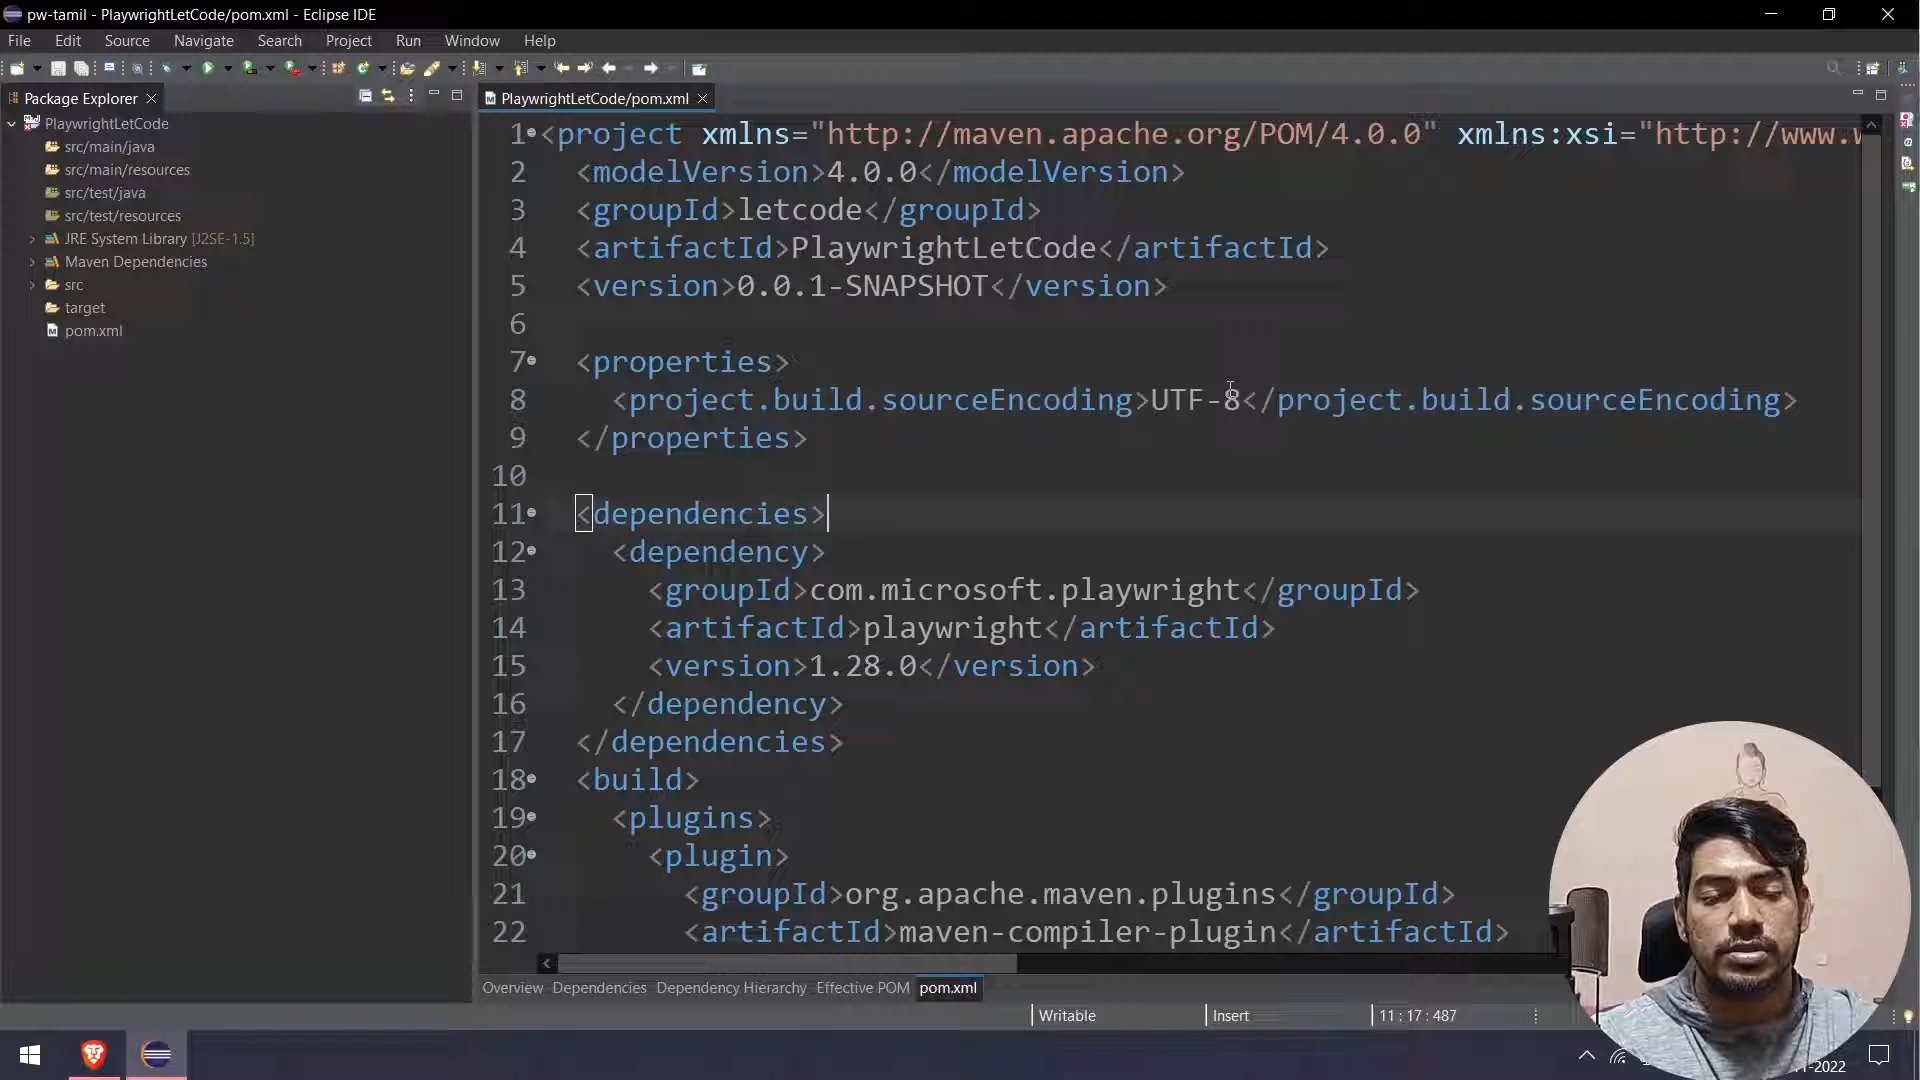 pw-tamil - PlaywrightLetCode/pom.xml - Eclipse IDE
File Edit Source Navigate Search Project Run Window Help
Package Explorer
PlaywrightLetCode/pom.xml
PlaywrightLetCode
src/main/java
src/main/resources
src/test/java
src/test/resources
JRE System Library [J2SE-1.5]
Maven Dependencies
src
target
pom.xml
1 <project xmlns="http://maven.apache.org/POM/4.0.0" xmlns:xsi="http://www.w
2 <modelVersion>4.0.0</modelVersion>
3 <groupId>letcode</groupId>
4 <artifactId>PlaywrightLetCode</artifactId>
5 <version>0.0.1-SNAPSHOT</version>
6
7 <properties>
8 <project.build.sourceEncoding>UTF-8</project.build.sourceEncoding>
9 </properties>
10
11 <dependencies>
12 <dependency>
13 <groupId>com.microsoft.playwright</groupId>
14 <artifactId>playwright</artifactId>
15 <version>1.28.0</version>
16 </dependency>
17 </dependencies>
18 <build>
19 <plugins>
20 <plugin>
21 <groupId>org.apache.maven.plugins</groupId>
22 <artifactId>maven-compiler-plugin</artifactId>
Overview Dependencies Dependency Hierarchy Effective POM pom.xml
Writable Insert 11 : 17 : 487
-2022